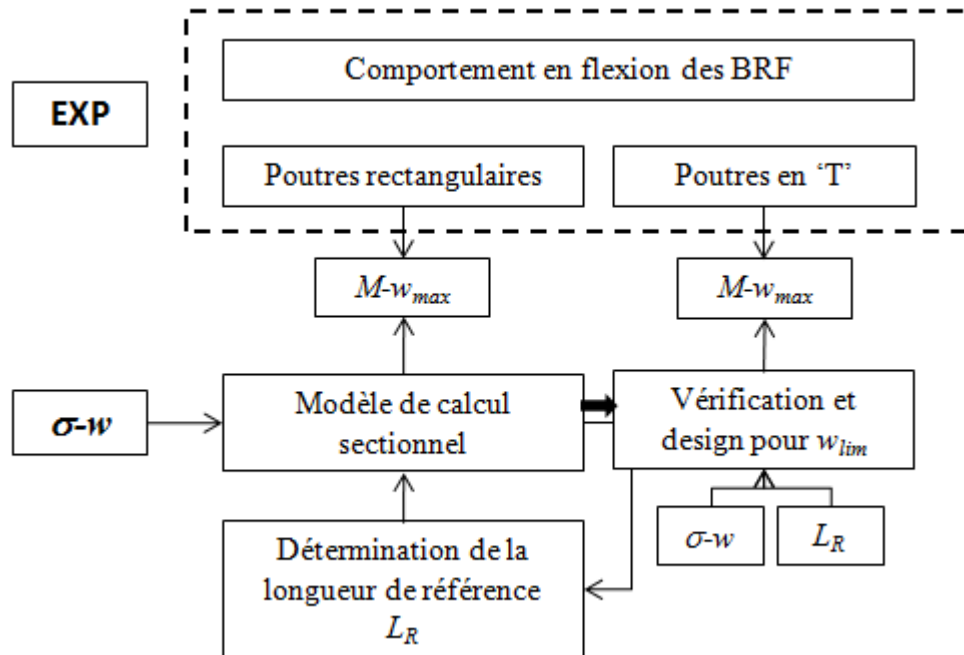 Comportement en flexion des BRF
EXP
Poutres rectangulaires
Poutres en ‘T’
M-wmax
M-wmax
σ-w
Modèle de calcul
sectionnel
Vérification et
design pour wlim
σ-w
LR
Détermination de la
longueur de référence
LR